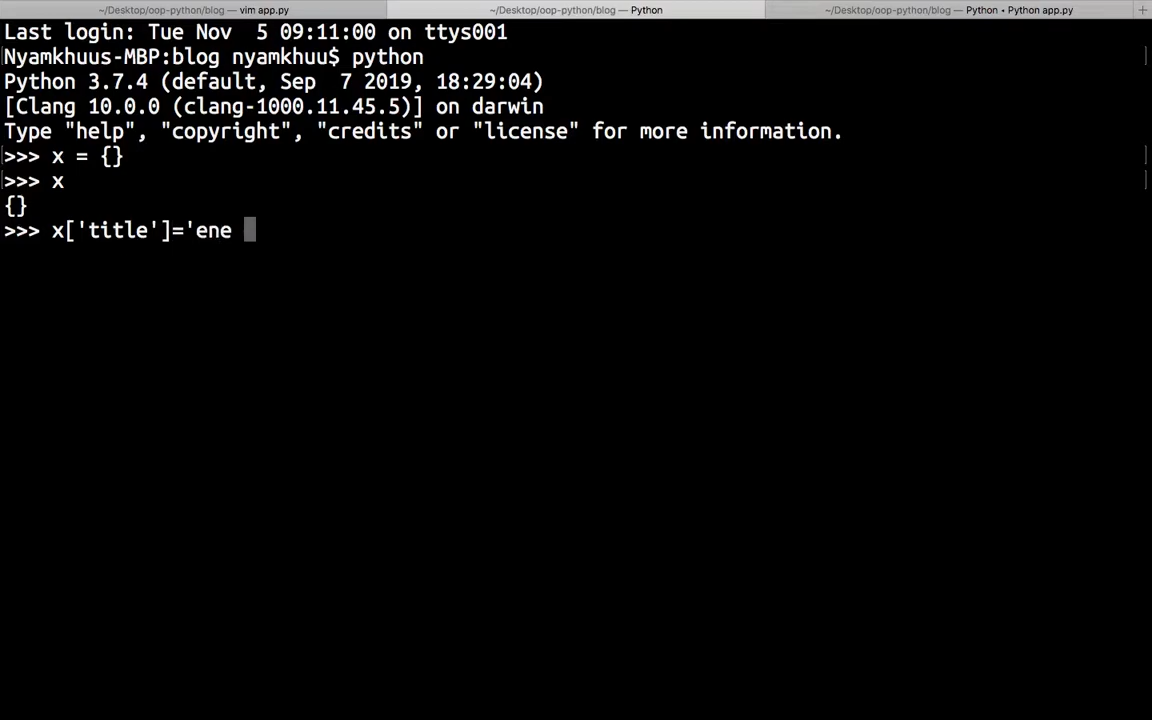 ~/Desktop/oop-python/blog — vim app.py
~/Desktop/oop-python/blog — Python
~/Desktop/oop-python/blog — Python • Python app.py
Last login: Tue Nov  5 09:11:00 on ttys001
Nyamkhuus-MBP:blog nyamkhuu$ python
Python 3.7.4 (default, Sep  7 2019, 18:29:04)
[Clang 10.0.0 (clang-1000.11.45.5)] on darwin
Type "help", "copyright", "credits" or "license" for more information.
>>> x = {}
>>> x
{}
>>> x['title']='ene